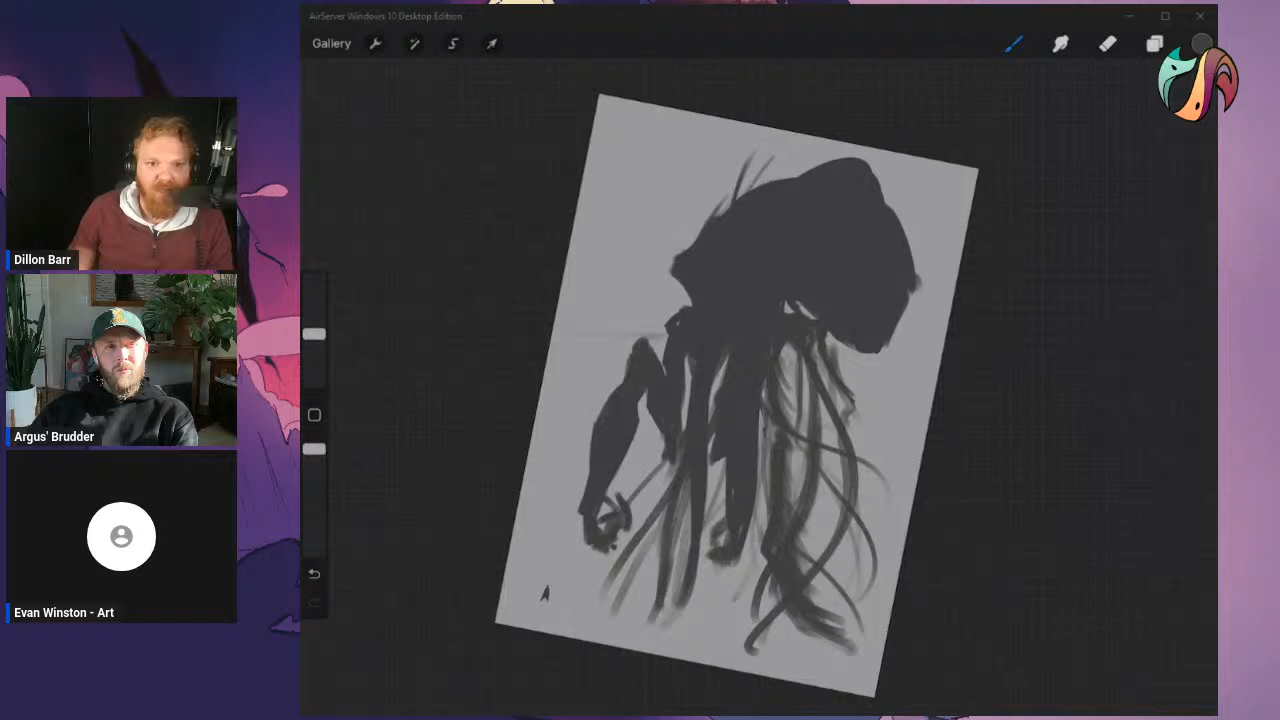 AirServer Windows 10 Desktop Edition
Gallery
Dillon Barr
Argus' Brudder
Evan Winston - Art